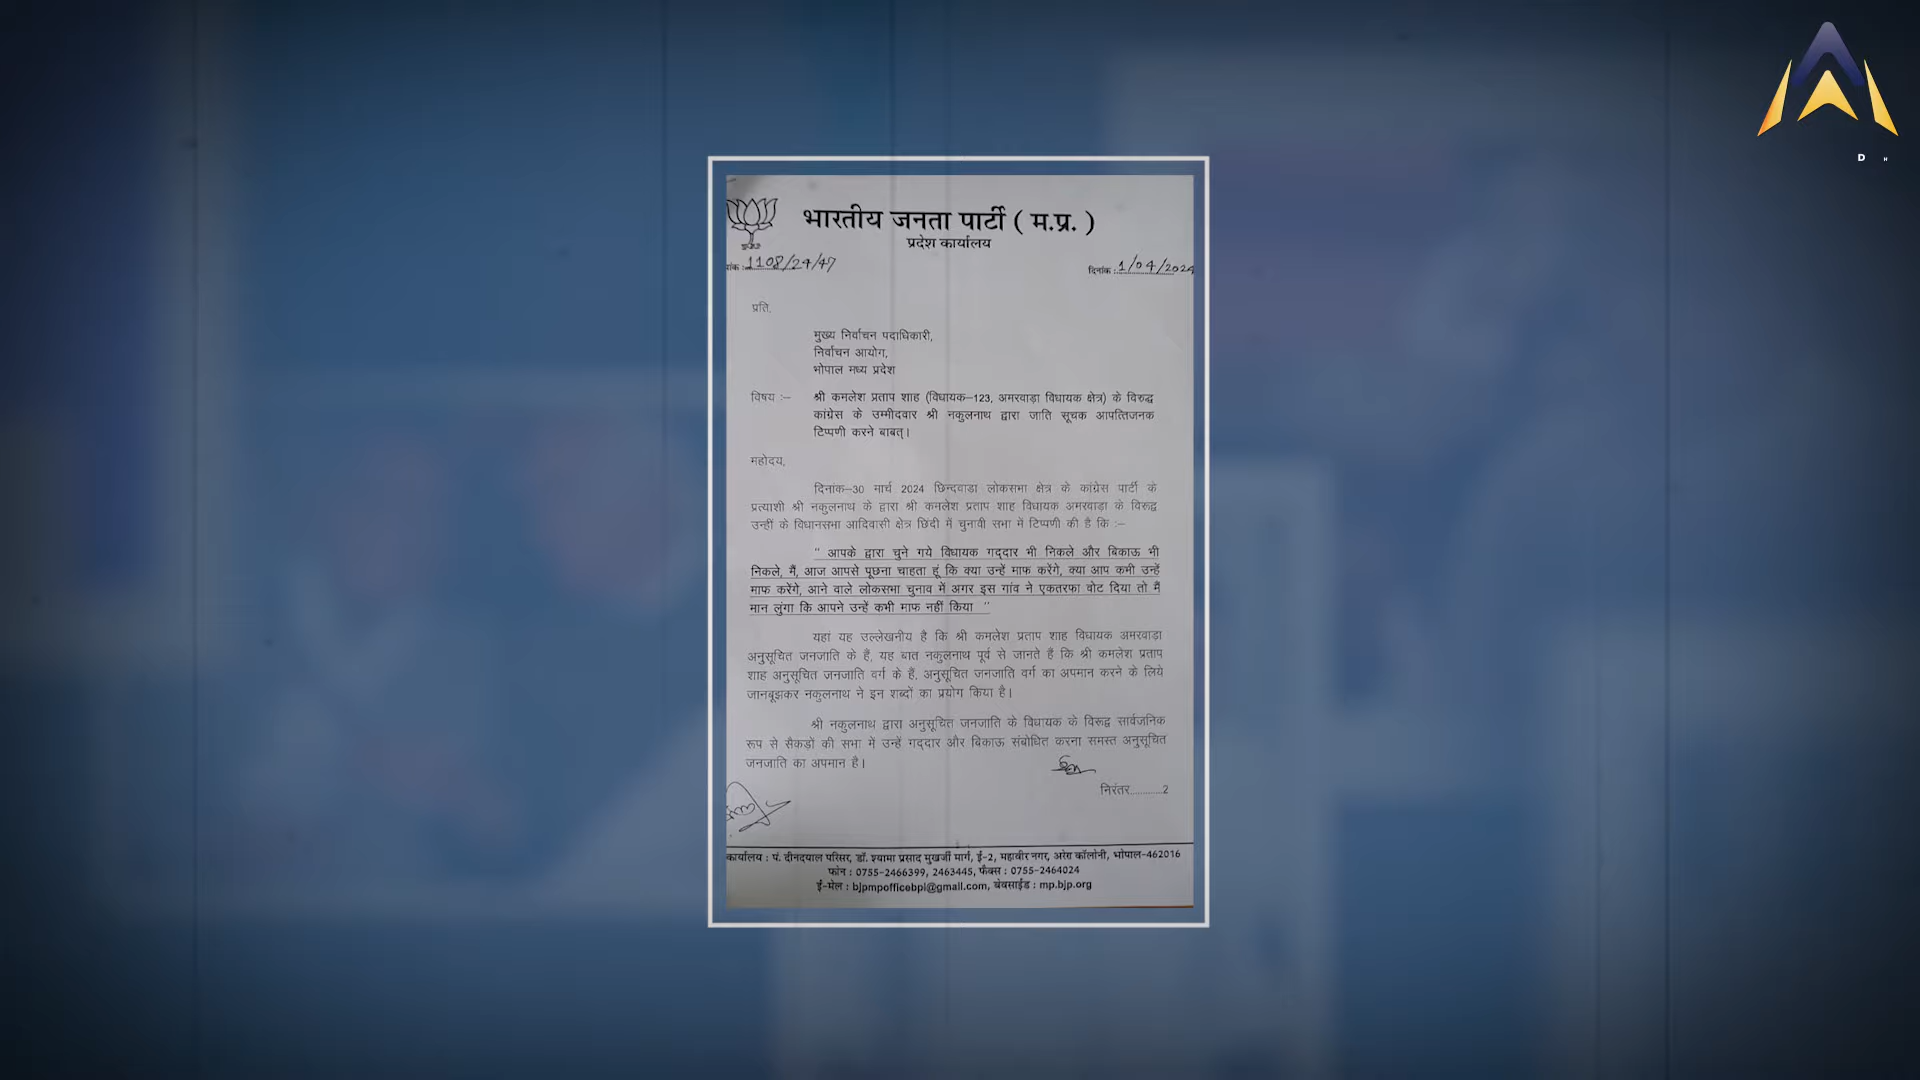 भारतीय जनता पार्टी ( म.प्र. )
प्रदेश कार्यालय
1108/24/47
दिनांक : 1/04/2024
प्रति,
मुख्य निर्वाचन पदाधिकारी,
निर्वाचन आयोग,
भोपाल मध्य प्रदेश
विषय :– श्री कमलेश प्रताप शाह (विधायक–123, अमरवाड़ा विधायक क्षेत्र) के विरुद्ध
कांग्रेस के उम्मीदवार श्री नकुलनाथ द्वारा जाति सूचक आपत्तिजनक
टिप्पणी करने बाबत्।
महोदय,
दिनांक–30 मार्च 2024 छिन्दवाडा लोकसभा क्षेत्र के कांग्रेस पार्टी के
प्रत्याशी श्री नकुलनाथ के द्वारा श्री कमलेश प्रताप शाह विधायक अमरवाड़ा के विरूद्ध
उन्हीं के विधानसभा आदिवासी क्षेत्र छिंदी में चुनावी सभा में टिप्पणी की है कि :–
“ आपके द्वारा चुने गये विधायक गद्दार भी निकले और बिकाऊ भी
निकले, मैं, आज आपसे पूछना चाहता हूं कि क्या उन्हें माफ करेंगे, क्या आप कभी उन्हें
माफ करेंगे, आने वाले लोकसभा चुनाव में अगर इस गांव ने एकतरफा वोट दिया तो मैं
मान लुंगा कि आपने उन्हें कभी माफ नहीं किया ”
यहां यह उल्लेखनीय है कि श्री कमलेश प्रताप शाह विधायक अमरवाड़ा
अनुसूचित जनजाति के हैं, यह बात नकुलनाथ पूर्व से जानते है कि श्री कमलेश प्रताप
शाह अनुसूचित जनजाति वर्ग के हैं, अनुसूचित जनजाति वर्ग का अपमान करने के लिये
जानबूझकर नकुलनाथ ने इन शब्दों का प्रयोग किया है।
श्री नकुलनाथ द्वारा अनुसूचित जनजाति के विधायक के विरूद्व सार्वजनिक
रूप से सैकड़ों की सभा में उन्हें गद्दार और बिकाऊ संबोधित करना समस्त अनुसूचित
जनजाति का अपमान है।
निरंतर............2
कार्यालय : पं. दीनदयाल परिसर, डॉ. श्यामा प्रसाद मुखर्जी मार्ग, ई-2, महावीर नगर, अरेरा कॉलोनी, भोपाल-462016
फोन : 0755-2466399, 2463445, फैक्स : 0755-2464024
ई-मेल : bjpmpofficebpl@gmail.com, वेबसाईड : mp.bjp.org
D H